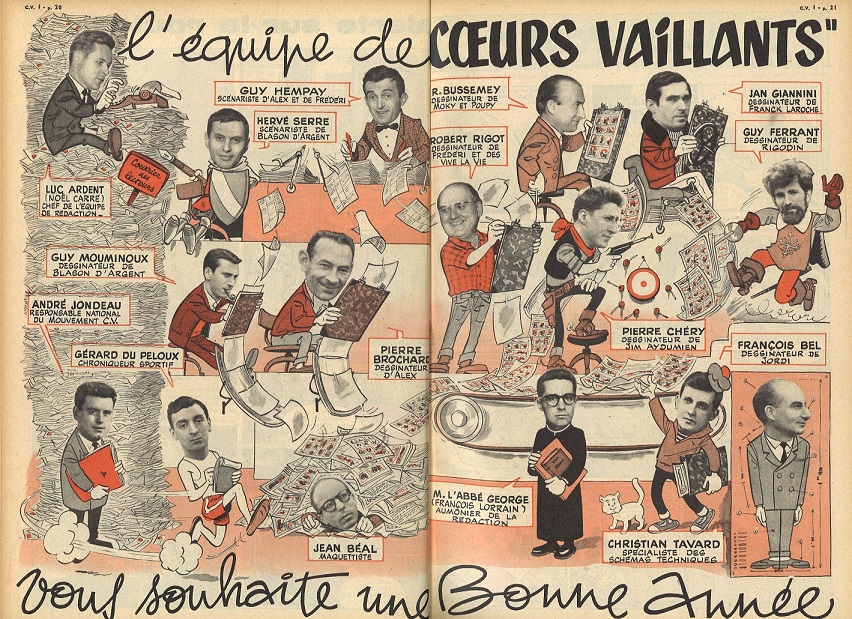 C.V. 1 - p. 20
C.V. 1 - p. 21
l'équipe de CŒURS VAILLANTS"
GUY HEMPAY
SCÉNARISTE D'ALEX ET DE FRÉDÉRI
HERVÉ SERRE
SCÉNARISTE DE
BLASON D'ARGENT
R. BUSSEMEY
DESSINATEUR DE
MOKY ET POUPY
JAN GIANNINI
DESSINATEUR DE
FRANCK LAROCHE
ROBERT RIGOT
DESSINATEUR DE
FRÉDÉRI ET DES
VIVE LA VIE
GUY FERRANT
DESSINATEUR DE
RIGODIN
Courrier
des
lecteurs
LUC ARDENT
(NOËL CARRÉ)
CHEF DE L'ÉQUIPE
DE RÉDACTION
GUY MOUMINOUX
DESSINATEUR DE
BLASON D'ARGENT
ANDRÉ JONDEAU
RESPONSABLE NATIONAL
DU MOUVEMENT C.V.
GÉRARD DU PELOUX
CHRONIQUEUR SPORTIF
PIERRE
BROCHARD
DESSINATEUR
D'ALEX
PIERRE CHÉRY
DESSINATEUR DE
JIM AYDUMIEN
FRANÇOIS BEL
DESSINATEUR DE
JORDI
M. L'ABBÉ GEORGE
(FRANÇOIS LORRAIN)
AUMÔNIER DE LA
RÉDACTION
JEAN BÉAL
MAQUETTISTE
CHRISTIAN TAVARD
SPÉCIALISTE DES
SCHÉMAS TECHNIQUES
vous souhaite une Bonne Année